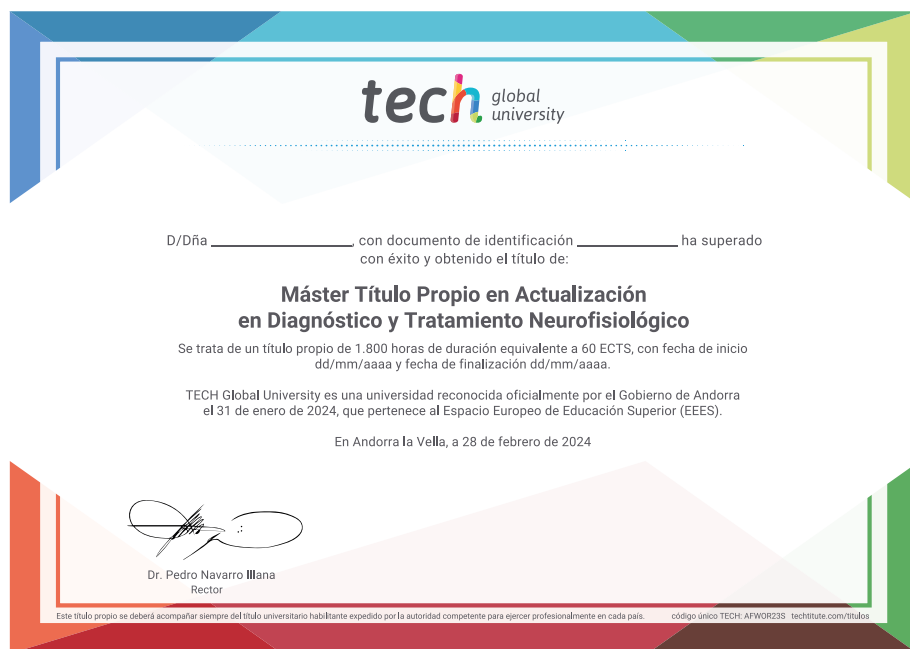 tech global university
D/Dña ________________, con documento de identificación ____________ ha superado
con éxito y obtenido el título de:
Máster Título Propio en Actualización
en Diagnóstico y Tratamiento Neurofisiológico
Se trata de un título propio de 1.800 horas de duración equivalente a 60 ECTS, con fecha de inicio
dd/mm/aaaa y fecha de finalización dd/mm/aaaa.
TECH Global University es una universidad reconocida oficialmente por el Gobierno de Andorra
el 31 de enero de 2024, que pertenece al Espacio Europeo de Educación Superior (EEES).
En Andorra la Vella, a 28 de febrero de 2024
Dr. Pedro Navarro Illana
Rector
Este título propio se deberá acompañar siempre del título universitario habilitante expedido por la autoridad competente para ejercer profesionalmente en cada país. código único TECH: AFWOR23S techtitute.com/titulos